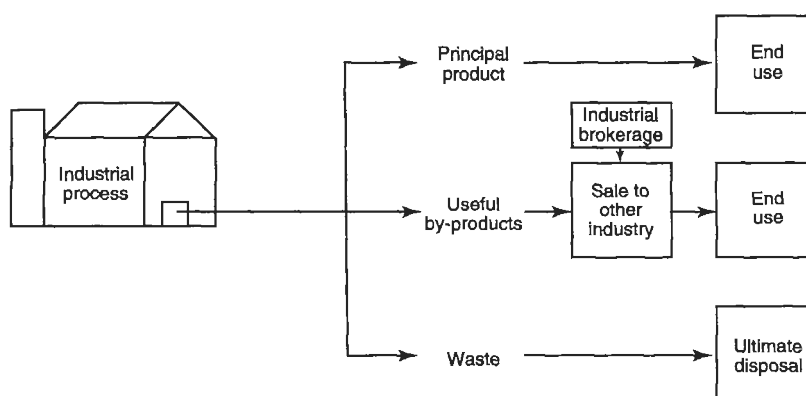 Principal
product
End
use
Industrial
brokerage
Industrial
process
Useful
by-products
Sale to
other
industry
End
use
Waste
Ultimate
disposal